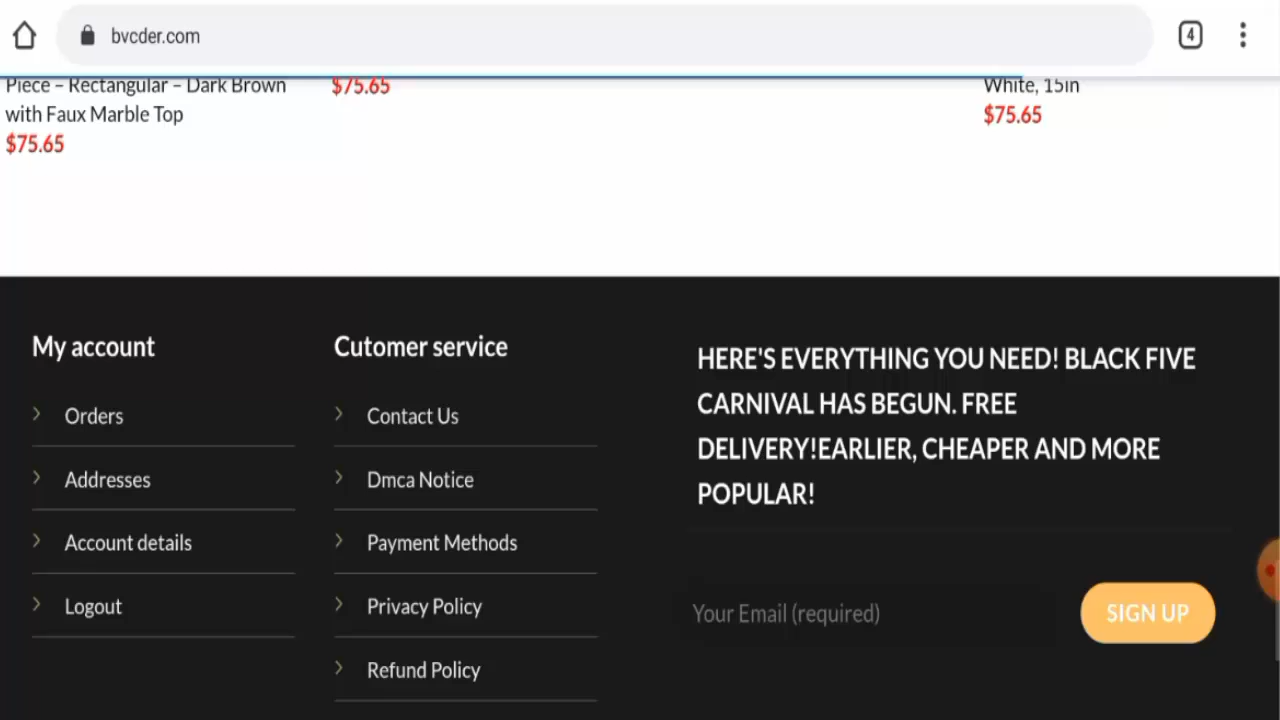 bvcder.com
4
Piece – Rectangular – Dark Brown
with Faux Marble Top
$75.65
$75.65
White, 15in
$75.65
My account
Orders
Addresses
Account details
Logout
Cutomer service
Contact Us
Dmca Notice
Payment Methods
Privacy Policy
Refund Policy
HERE'S EVERYTHING YOU NEED! BLACK FIVE
CARNIVAL HAS BEGUN. FREE
DELIVERY!EARLIER, CHEAPER AND MORE
POPULAR!
Your Email (required)
SIGN UP